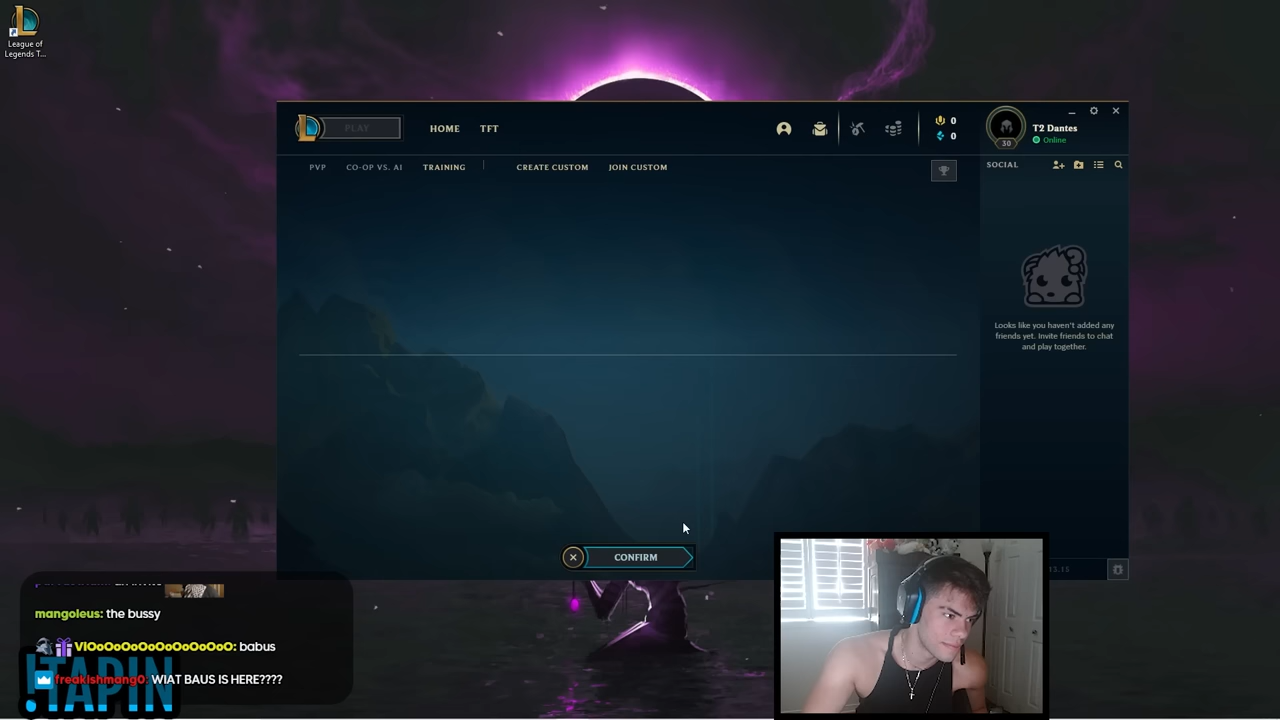 League of
Legends T...
PLAY
HOME
TFT
0
0
30
T2 Dantes
Online
PVP
CO-OP VS. AI
TRAINING
CREATE CUSTOM
JOIN CUSTOM
SOCIAL
Looks like you haven't added any
friends yet. Invite friends to chat
and play together.
CONFIRM
13.15
mangoleus: the bussy
VIOoOoOoOoOoOoOoO: babus
freakishmang0: WIAT BAUS IS HERE????
!TAPIN